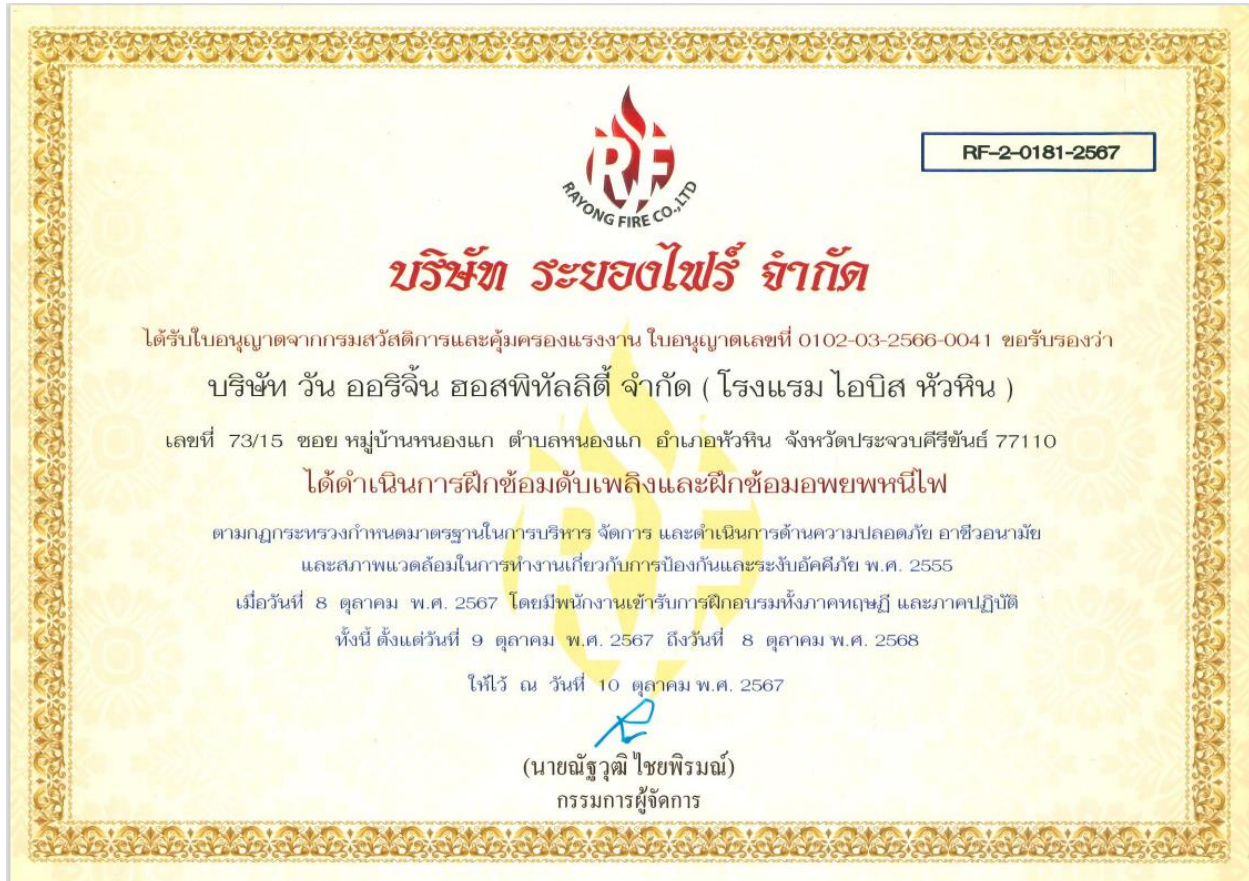 RF
RAYONG FIRE CO.,LTD
RF-2-0181-2567
บริษัท ระยองไฟร์ จำกัด
ได้รับใบอนุญาตจากกรมสวัสดิการและคุ้มครองแรงงาน ใบอนุญาตเลขที่ 0102-03-2566-0041 ขอรับรองว่า
บริษัท วัน ออริจิ้น ฮอสพิทัลลิตี้ จำกัด ( โรงแรม ไอบิส หัวหิน )
เลขที่ 73/15 ซอย หมู่บ้านหนองแก ตำบลหนองแก อำเภอหัวหิน จังหวัดประจวบคีรีขันธ์ 77110
ได้ดำเนินการฝึกซ้อมดับเพลิงและฝึกซ้อมอพยพหนีไฟ
ตามกฎกระทรวงกำหนดมาตรฐานในการบริหาร จัดการ และดำเนินการด้านความปลอดภัย อาชีวอนามัย
และสภาพแวดล้อมในการทำงานเกี่ยวกับการป้องกันและระงับอัคคีภัย พ.ศ. 2555
เมื่อวันที่ 8 ตุลาคม พ.ศ. 2567 โดยมีพนักงานเข้ารับการฝึกอบรมทั้งภาคทฤษฎี และภาคปฏิบัติ
ทั้งนี้ ตั้งแต่วันที่ 9 ตุลาคม พ.ศ. 2567 ถึงวันที่ 8 ตุลาคม พ.ศ. 2568
ให้ไว้ ณ วันที่ 10 ตุลาคม พ.ศ. 2567
(นายณัฐวุฒิ ไชยพิรมณ์)
กรรมการผู้จัดการ